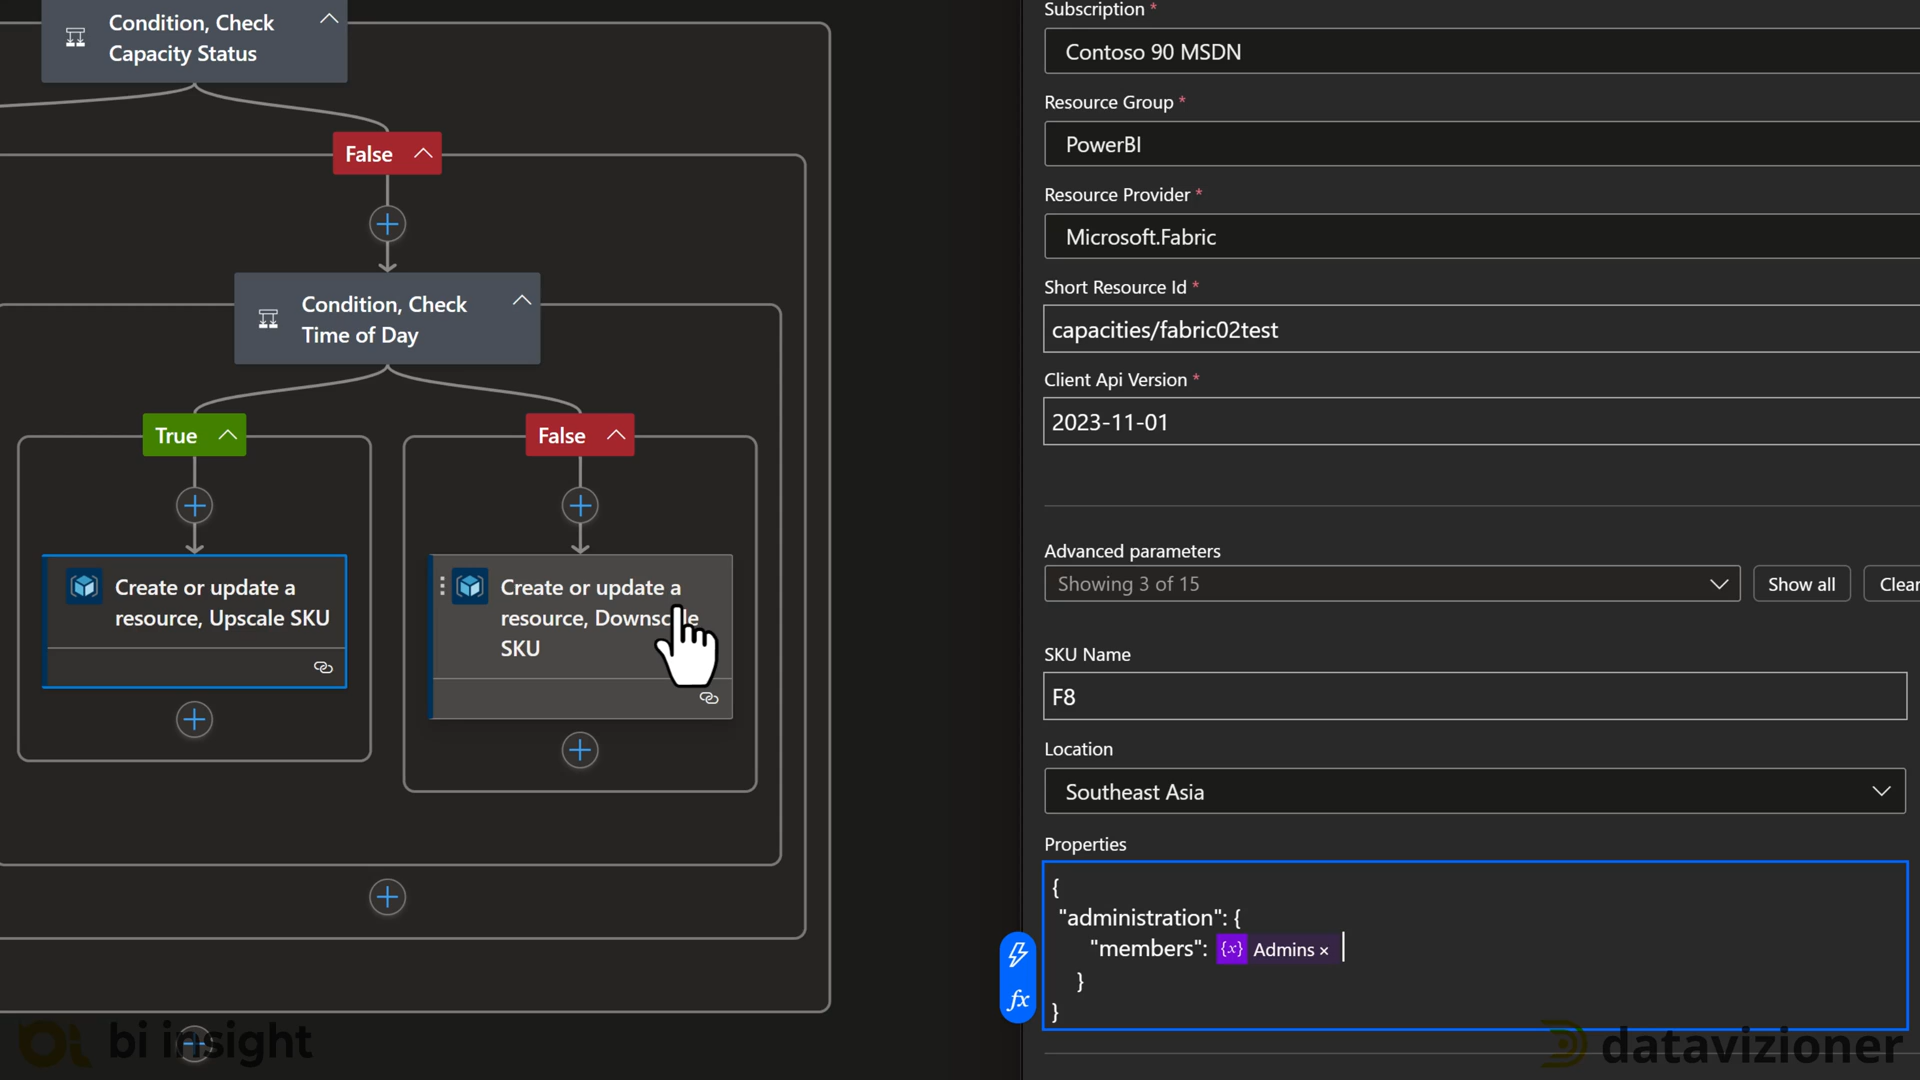 Condition, Check
Capacity Status
False
Condition, Check
Time of Day
True
False
Create or update a
resource, Upscale SKU
Create or update a
resource, Downscale
SKU
bi insight
Subscription *
Contoso 90 MSDN
Resource Group *
PowerBI
Resource Provider *
Microsoft.Fabric
Short Resource Id *
capacities/fabric02test
Client Api Version *
2023-11-01
Advanced parameters
Showing 3 of 15
Show all
Clear
SKU Name
F8
Location
Southeast Asia
Properties
{
"administration": {
"members": {x} Admins ×
}
}
fx
datavizioner